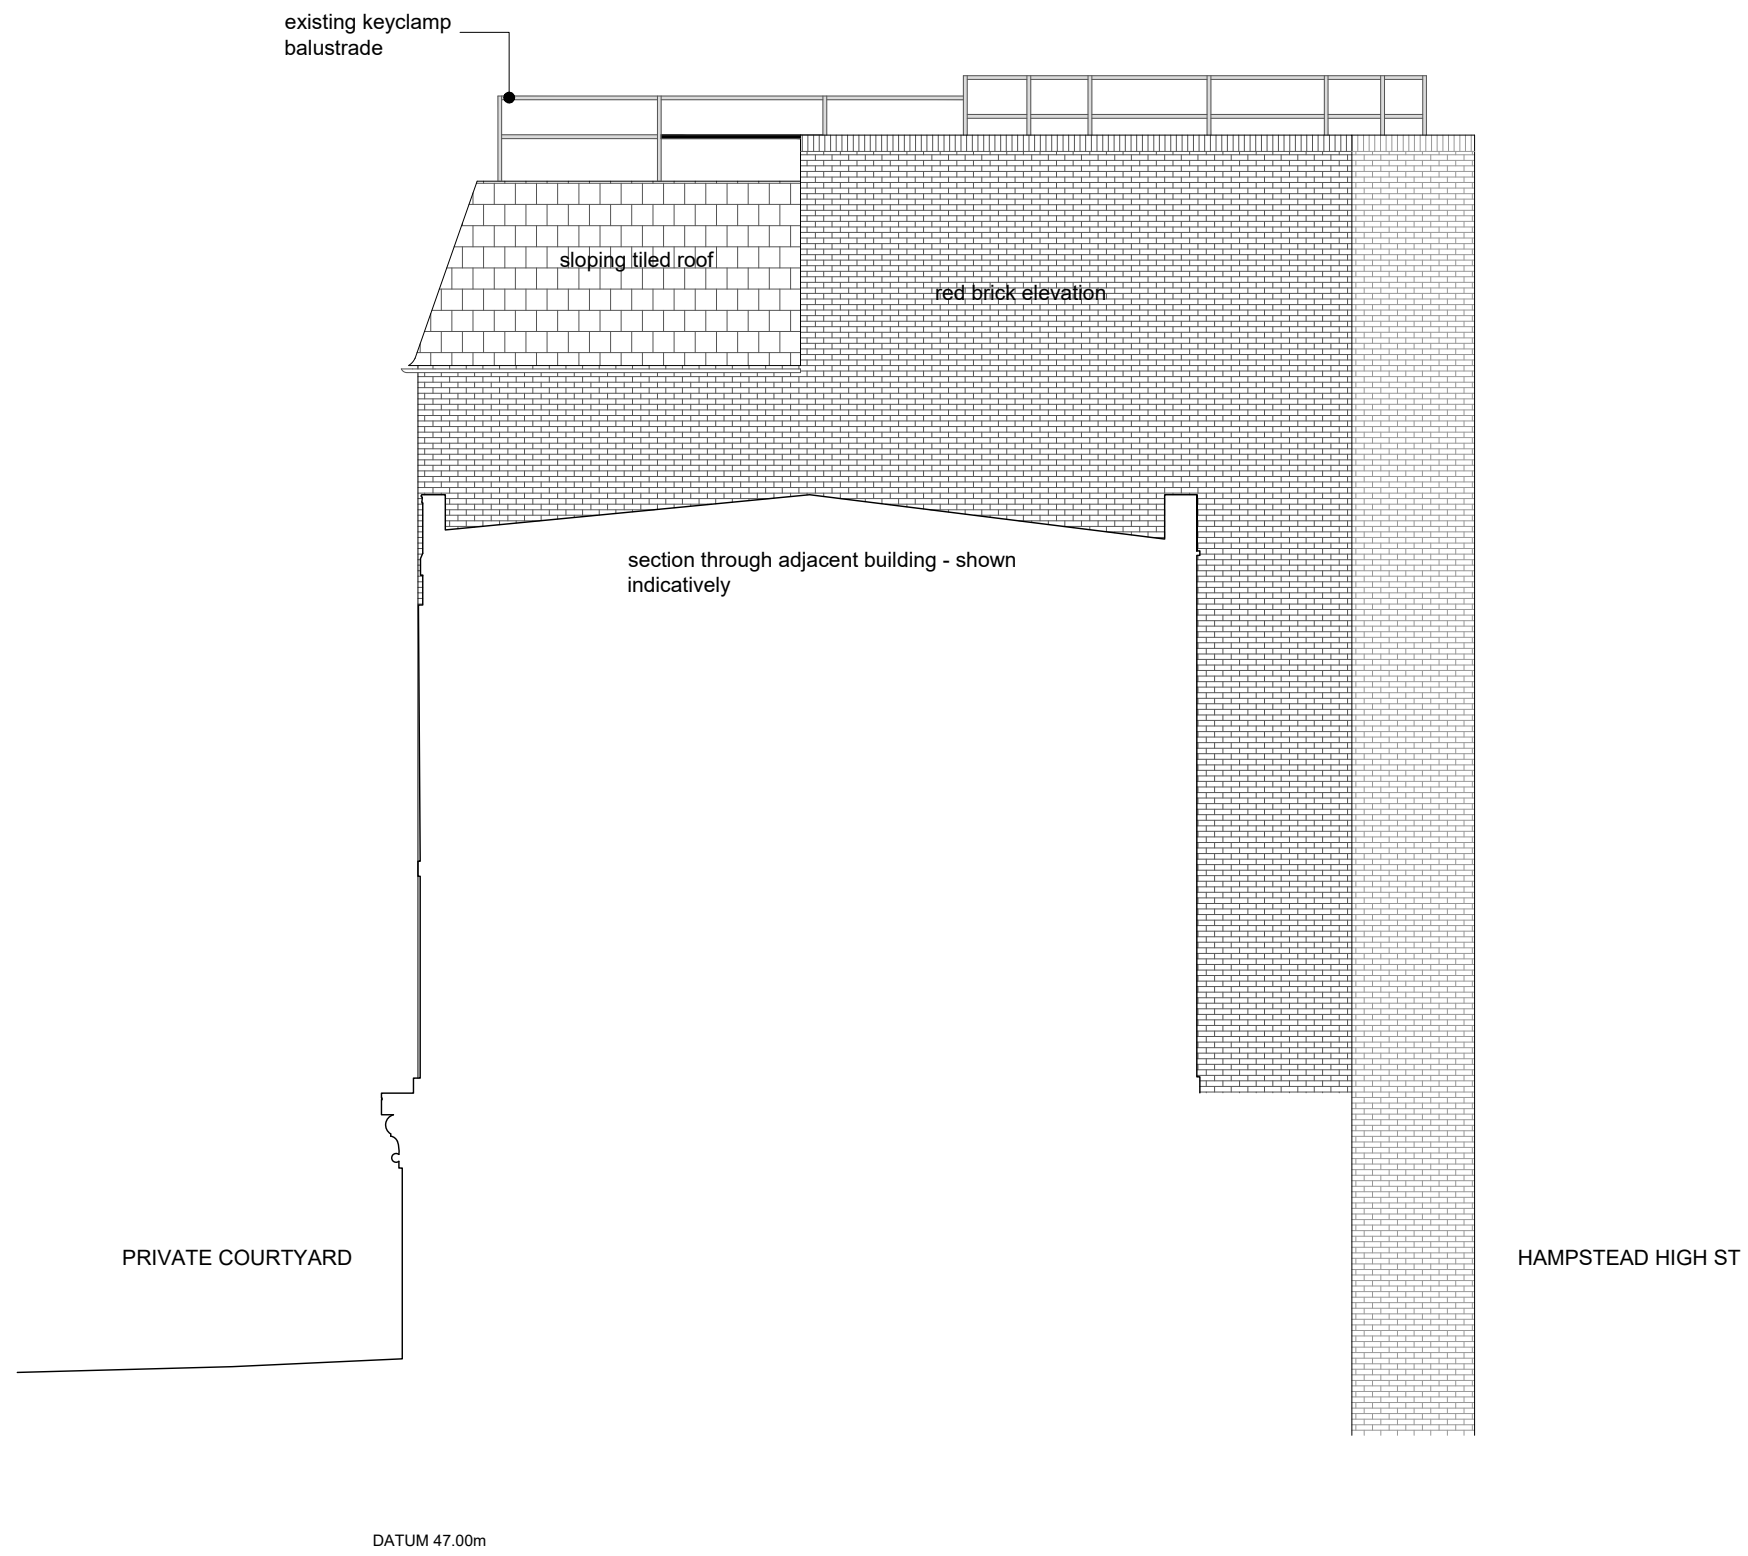 existing keyclamp
balustrade
sloping tiled roof
red brick elevation
section through adjacent building - shown
indicatively
PRIVATE COURTYARD
HAMPSTEAD HIGH ST
DATUM 47.00m